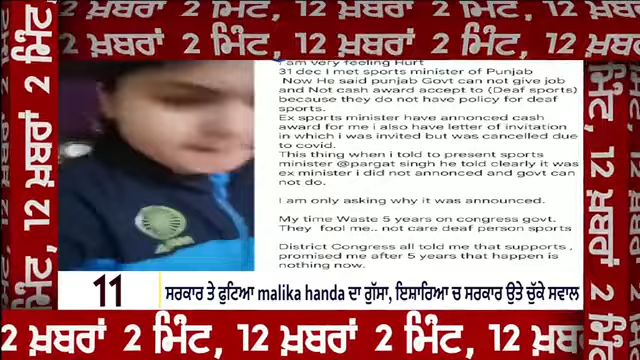 12 ਖ਼ਬਰਾਂ 2 ਮਿੰਟ, 12 ਖ਼ਬਰਾਂ 2 ਮਿੰਟ,
I am very feeling Hurt
31 dec I met sports minister of Punjab
Now He said punjab Govt can not give job
and Not cash award accept to (Deaf sports)
because they do not have policy for deaf
sports.
Ex sports minister have annonced cash
award for me i also have letter of invitation
in which i was invited but was cancelled due
to covid.
This thing when i told to present sports
minister @pargat singh he told clearly it was
ex minister i did not annonced and govt can
not do.
I am only asking why it was announced.
My time Waste 5 years on congress govt.
They fool me.. not care deaf person sports
District Congress all told me that supports ,
promised me after 5 years that happen is
nothing now.
11
ਸਰਕਾਰ ਤੇ ਫੁਟਿਆ malika handa ਦਾ ਗੁੱਸਾ, ਇਸ਼ਾਰਿਆ ਚ ਸਰਕਾਰ ਉਤੇ ਚੁੱਕੇ ਸਵਾਲ
2 ਖ਼ਬਰਾਂ 2 ਮਿੰਟ, 12 ਖ਼ਬਰਾਂ 2 ਮਿੰਟ, 12 ਖ਼ਬ
12 ਖ਼ਬਰਾਂ 2 ਮਿੰਟ,
ਮਿੰਟ, 12 ਖ਼ਬਰਾਂ 2